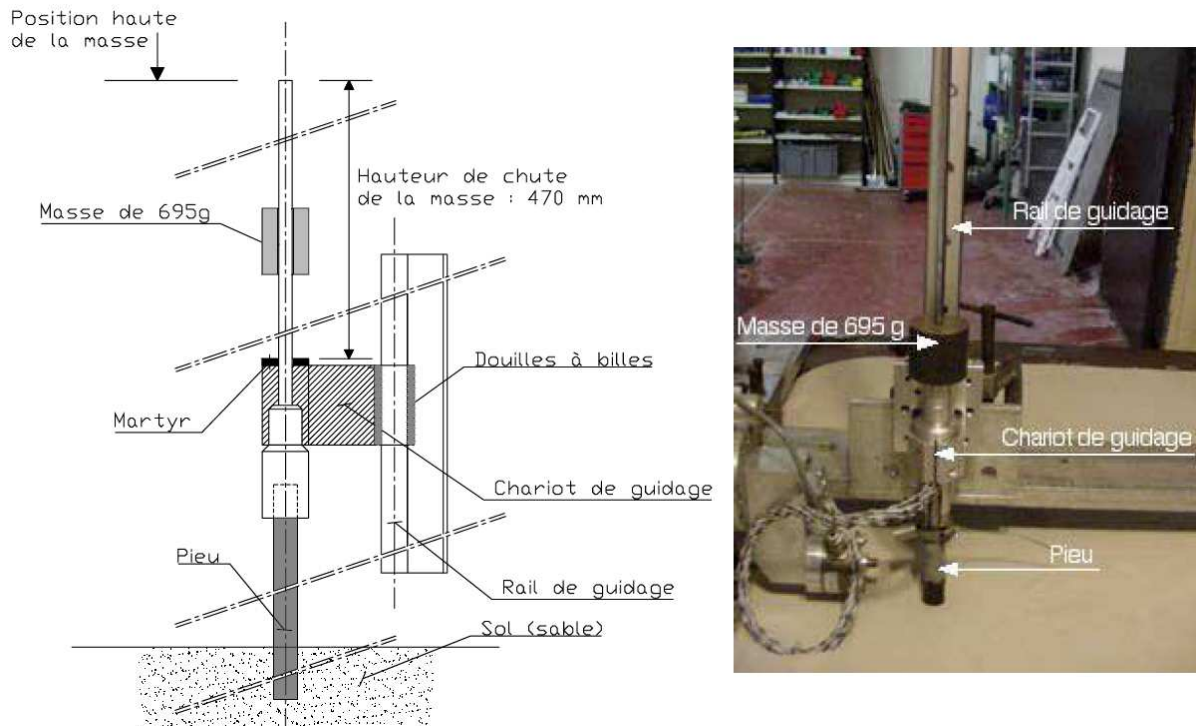 Position haute
de la masse
Hauteur de chute
de la masse : 470 mm
Masse de 695g
Douilles à billes
Martyr
Chariot de guidage
Pieu
Rail de guidage
Sol (sable)
Rail de guidage
Masse de 695 g
Chariot de guidage
Pieu